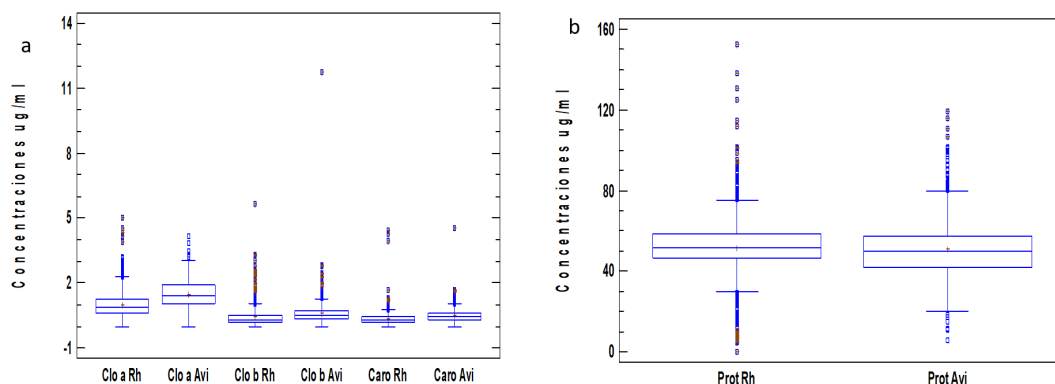 a
Concentraciones ug/ml
14
11
8
5
2
-1
Clo a Rh Clo a Avi Clo b Rh Clo b Avi Caro Rh Caro Avi
b
Concentraciones ug/ml
160
120
80
40
0
Prot Rh Prot Avi